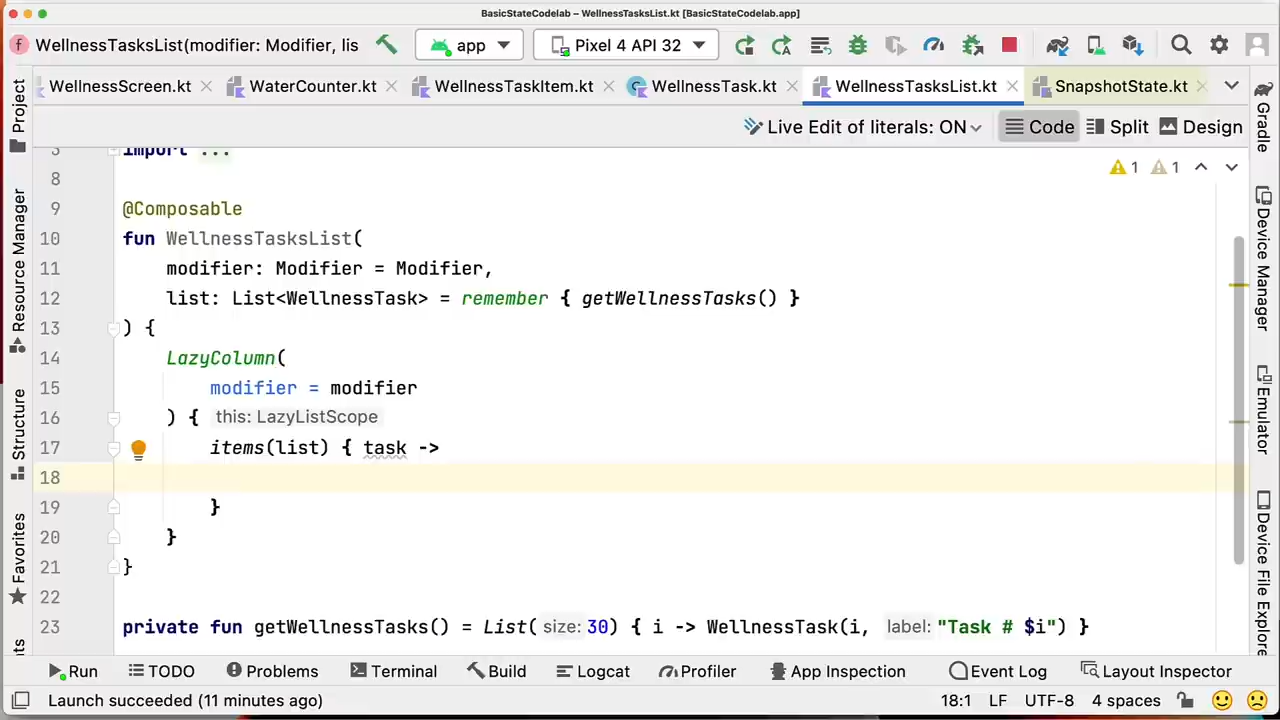 BasicStateCodelab – WellnessTasksList.kt [BasicStateCodelab.app]
WellnessTasksList(modifier: Modifier, lis
app
Pixel 4 API 32
WellnessScreen.kt
WaterCounter.kt
WellnessTaskItem.kt
WellnessTask.kt
WellnessTasksList.kt
SnapshotState.kt
Live Edit of literals: ON
Code
Split
Design
Project
Resource Manager
Structure
Favorites
Gradle
Device Manager
Emulator
Device File Explorer
1 1
import ...
8
9 @Composable
10 fun WellnessTasksList(
11 modifier: Modifier = Modifier,
12 list: List<WellnessTask> = remember { getWellnessTasks() }
13 ) {
14 LazyColumn(
15 modifier = modifier
16 ) { this: LazyListScope
17 items(list) { task ->
18
19 }
20 }
21 }
22
23 private fun getWellnessTasks() = List( size: 30) { i -> WellnessTask(i, label: "Task # $i") }
Run
TODO
Problems
Terminal
Build
Logcat
Profiler
App Inspection
Event Log
Layout Inspector
Launch succeeded (11 minutes ago)
18:1 LF UTF-8 4 spaces